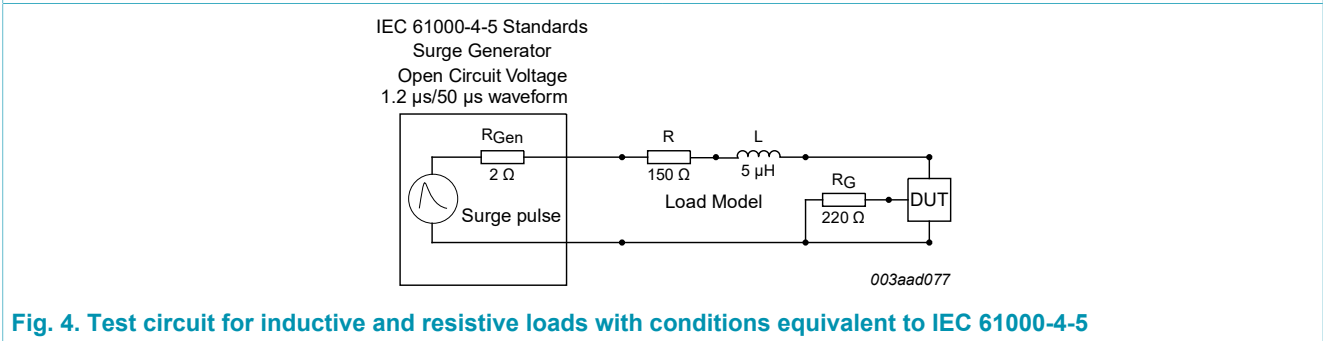 IEC 61000-4-5 Standards
Surge Generator
Open Circuit Voltage
1.2 μs/50 μs waveform
RGen
2 Ω
Surge pulse
R
150 Ω
L
5 μH
Load Model
RG
220 Ω
DUT
003aad077
Fig. 4. Test circuit for inductive and resistive loads with conditions equivalent to IEC 61000-4-5